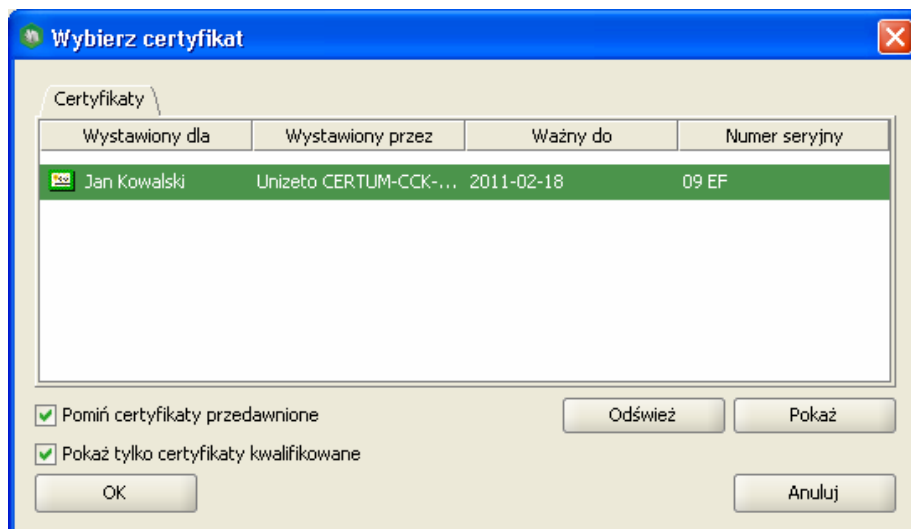 Wybierz certyfikat
Certyfikaty
Wystawiony dla Wystawiony przez Ważny do Numer seryjny
Jan Kowalski Unizeto CERTUM-CCK-... 2011-02-18 09 EF
Pomiń certyfikaty przedawnione Odśwież Pokaż
Pokaż tylko certyfikaty kwalifikowane
OK Anuluj